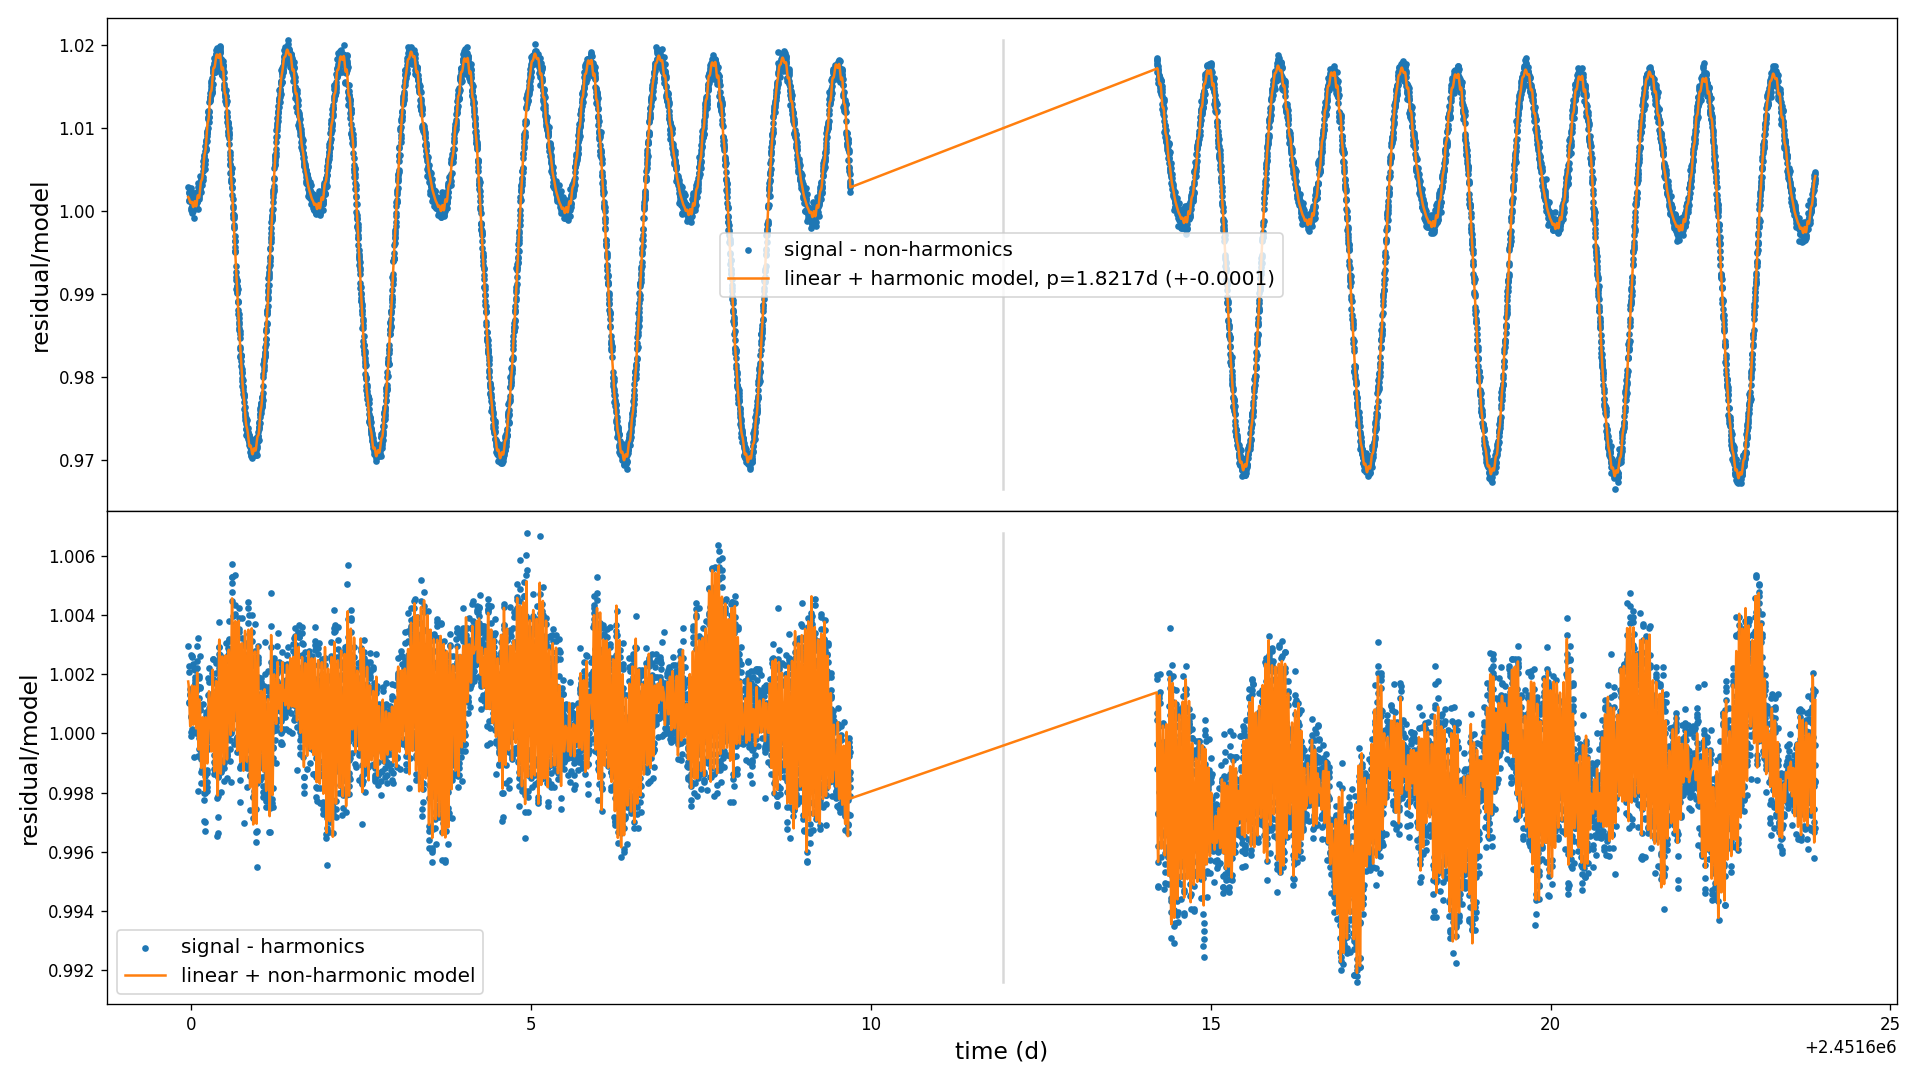 1.02
1.01
1.00
0.99
0.98
0.97
residual/model
signal - non-harmonics
linear + harmonic model, p=1.8217d (+-0.0001)
1.006
1.004
1.002
1.000
0.998
0.996
0.994
0.992
residual/model
signal - harmonics
linear + non-harmonic model
0 5 10 15 20 25
time (d)
+2.4516e6